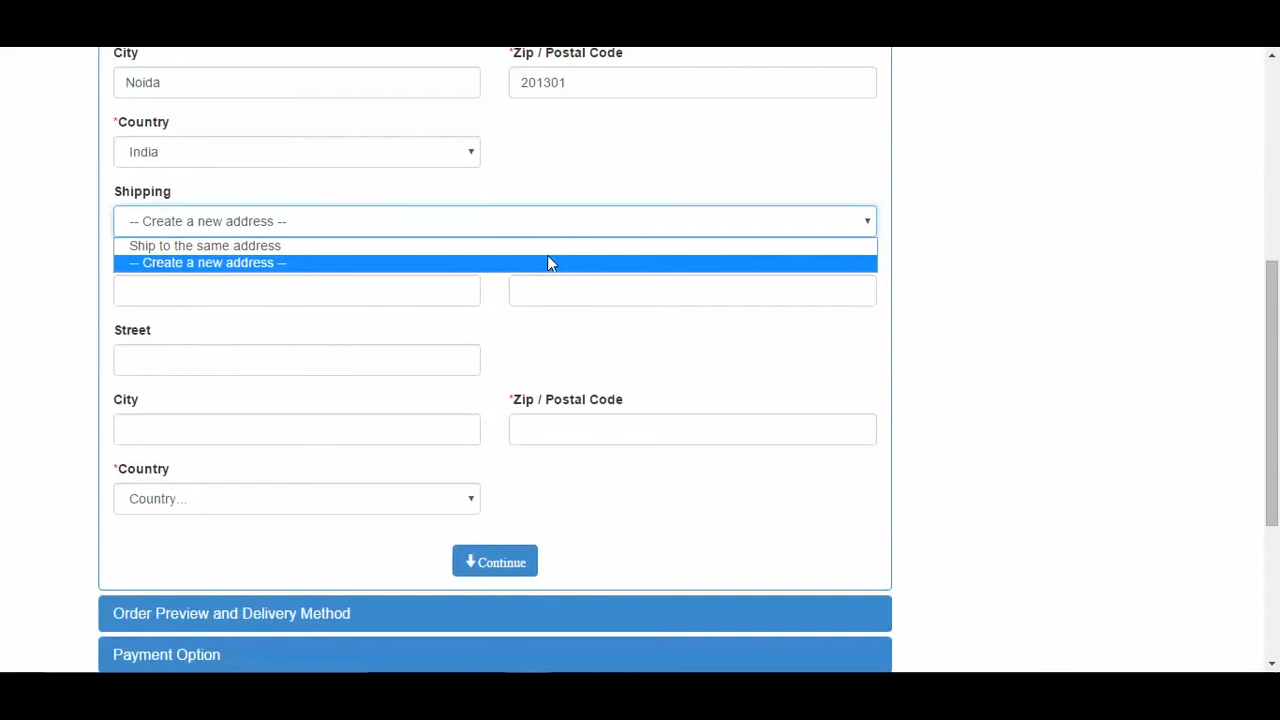 City
*Zip / Postal Code
Noida
201301
*Country
India
Shipping
-- Create a new address --
Ship to the same address
-- Create a new address --
Street
City
*Zip / Postal Code
*Country
Country...
Continue
Order Preview and Delivery Method
Payment Option